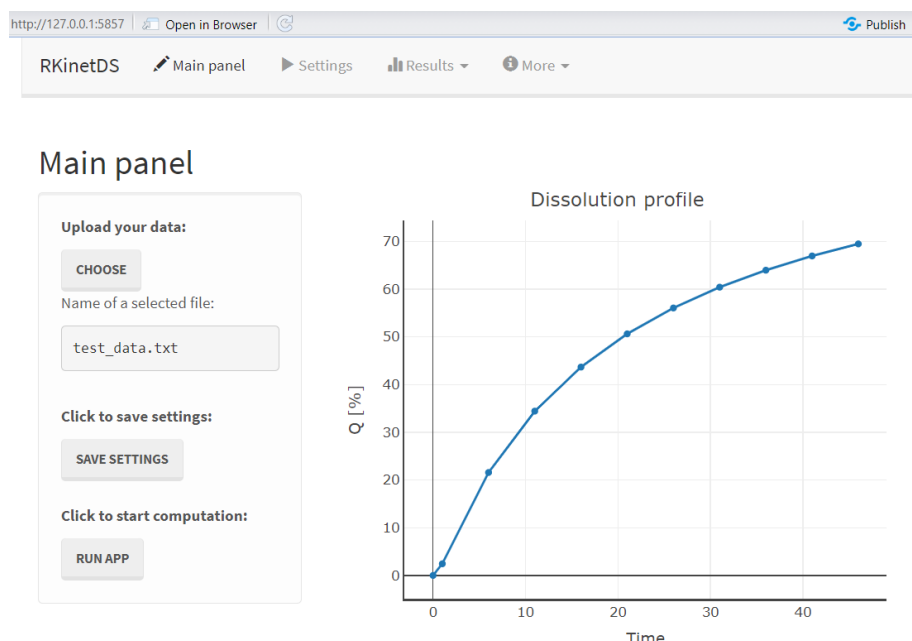 http://127.0.0.1:5857 Open in Browser Publish
RKinetDS Main panel Settings Results More
Main panel
Upload your data:
CHOOSE
Name of a selected file:
test_data.txt
Click to save settings:
SAVE SETTINGS
Click to start computation:
RUN APP
Dissolution profile
Q [%]
70
60
50
40
30
20
10
0
0 10 20 30 40
Time